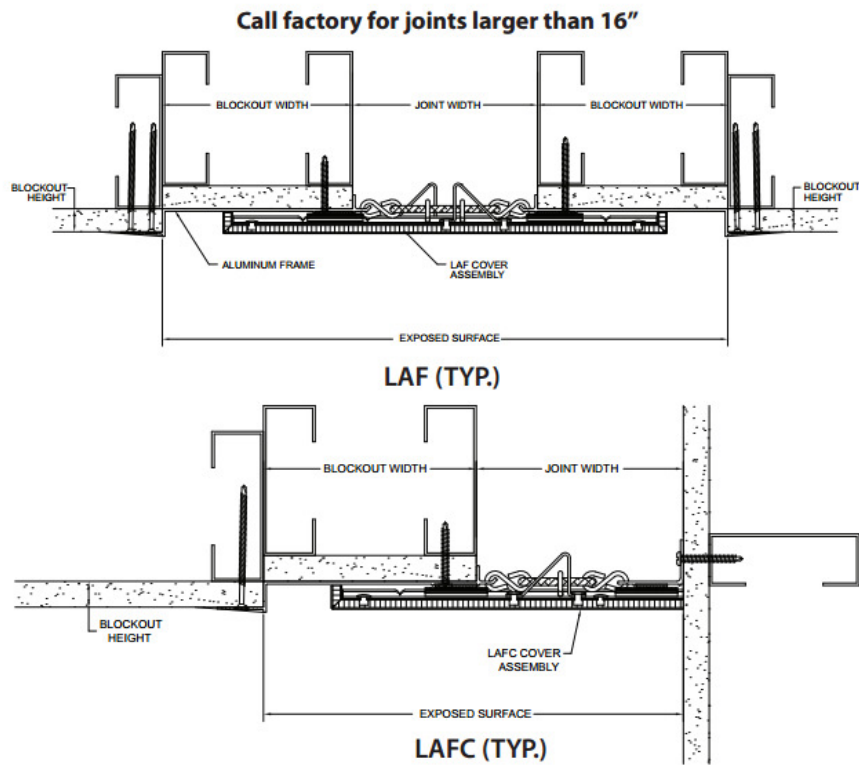 Call factory for joints larger than 16”
BLOCKOUT WIDTH
JOINT WIDTH
BLOCKOUT WIDTH
BLOCKOUT
HEIGHT
BLOCKOUT
HEIGHT
ALUMINUM FRAME
LAF COVER
ASSEMBLY
EXPOSED SURFACE
LAF (TYP.)
BLOCKOUT WIDTH
JOINT WIDTH
BLOCKOUT
HEIGHT
LAFC COVER
ASSEMBLY
EXPOSED SURFACE
LAFC (TYP.)